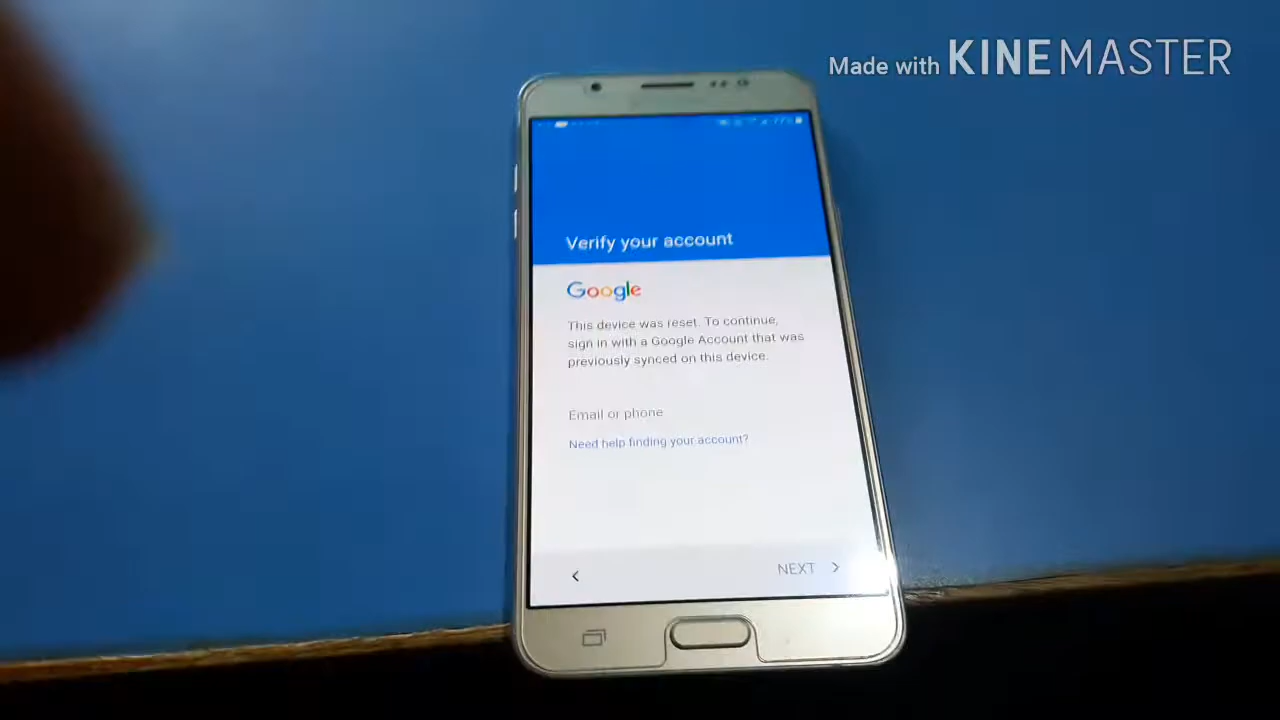 Made with KINEMASTER
Verify your account
Google
This device was reset. To continue,
sign in with a Google Account that was
previously synced on this device.
Email or phone
Need help finding your account?
NEXT